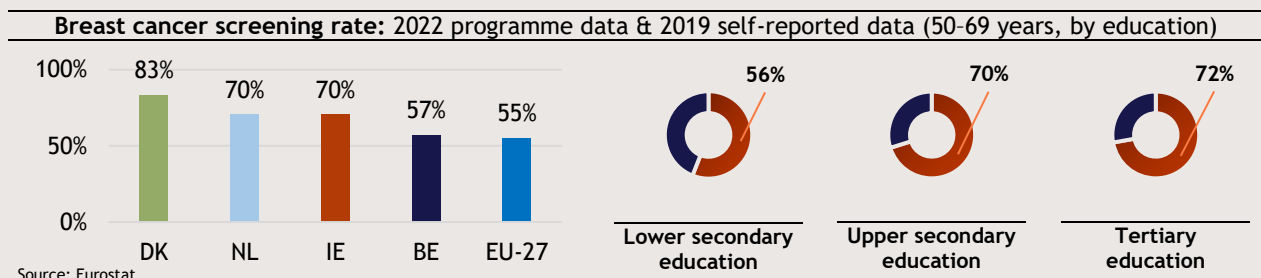 Breast cancer screening rate: 2022 programme data & 2019 self-reported data (50-69 years, by education)
100%
50%
0%
83%
70%
70%
57%
55%
DK
NL
IE
BE
EU-27
Source: Eurostat
56%
Lower secondary
education
70%
Upper secondary
education
72%
Tertiary
education